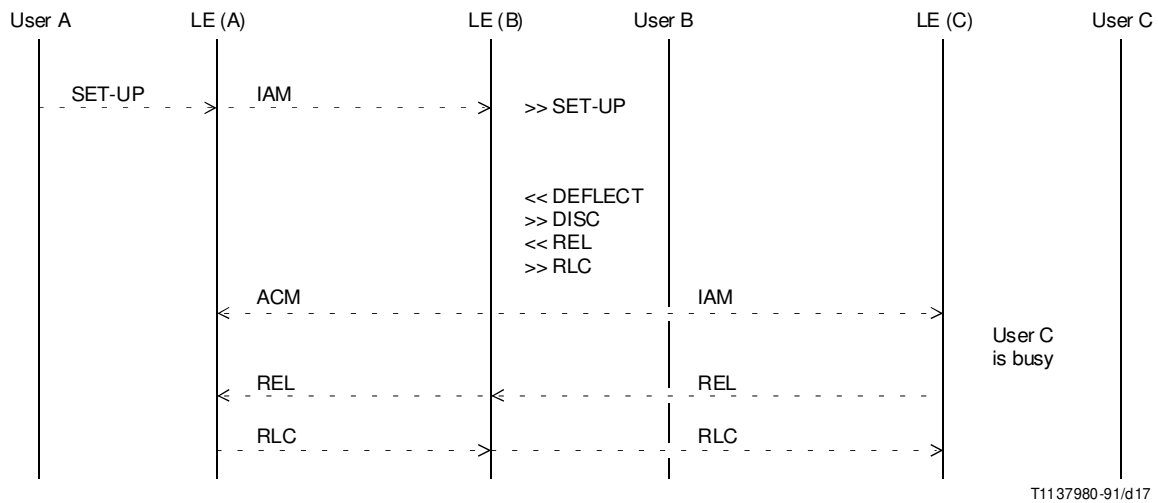 User A LE (A) LE (B) User B LE (C) User C
SET-UP IAM >> SET-UP
<< DEFLECT
>> DISC
<< REL
>> RLC
ACM IAM
User C
is busy
REL REL
RLC RLC
T1137980-91/d17